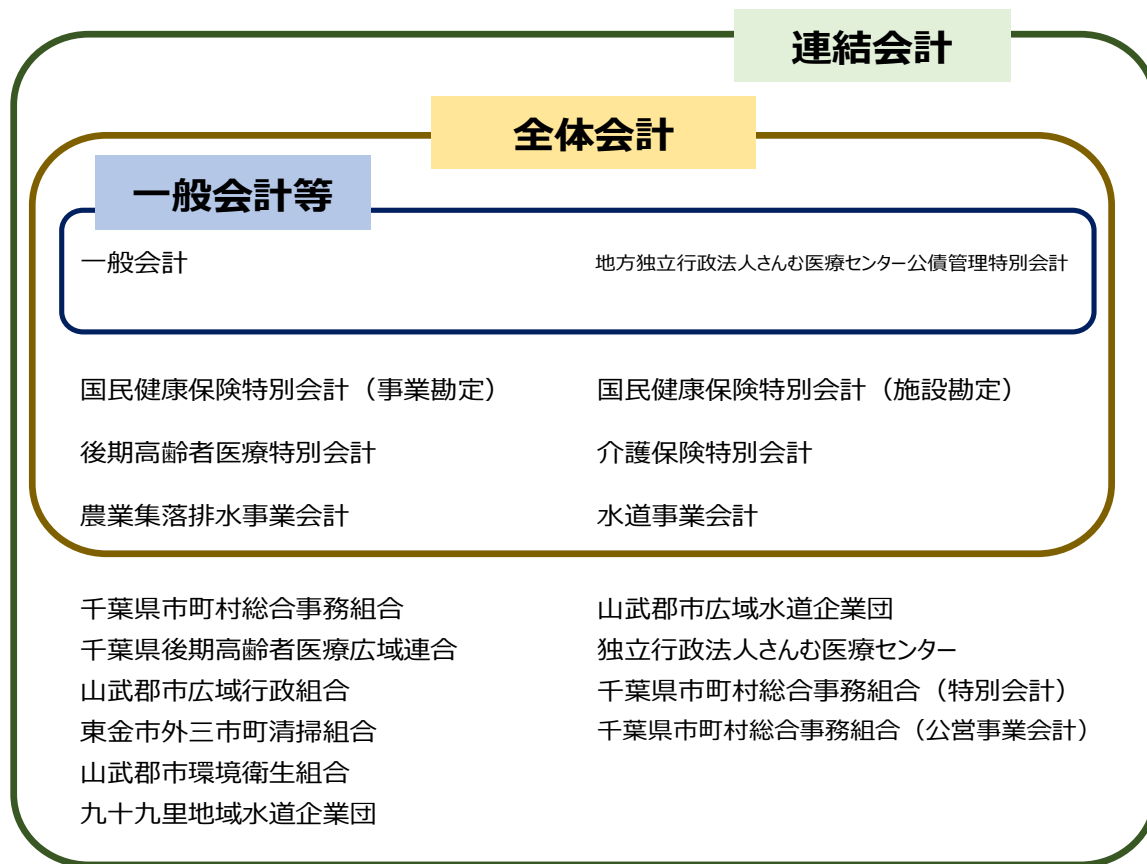 連結会計
全体会計
一般会計等
一般会計
地方独立行政法人さんむ医療センター公債管理特別会計
国民健康保険特別会計（事業勘定）
国民健康保険特別会計（施設勘定）
後期高齢者医療特別会計
介護保険特別会計
農業集落排水事業会計
水道事業会計
千葉県市町村総合事務組合
山武郡市広域水道企業団
千葉県後期高齢者医療広域連合
独立行政法人さんむ医療センター
山武郡市広域行政組合
千葉県市町村総合事務組合（特別会計）
東金市外三市町清掃組合
千葉県市町村総合事務組合（公営事業会計）
山武郡市環境衛生組合
九十九里地域水道企業団